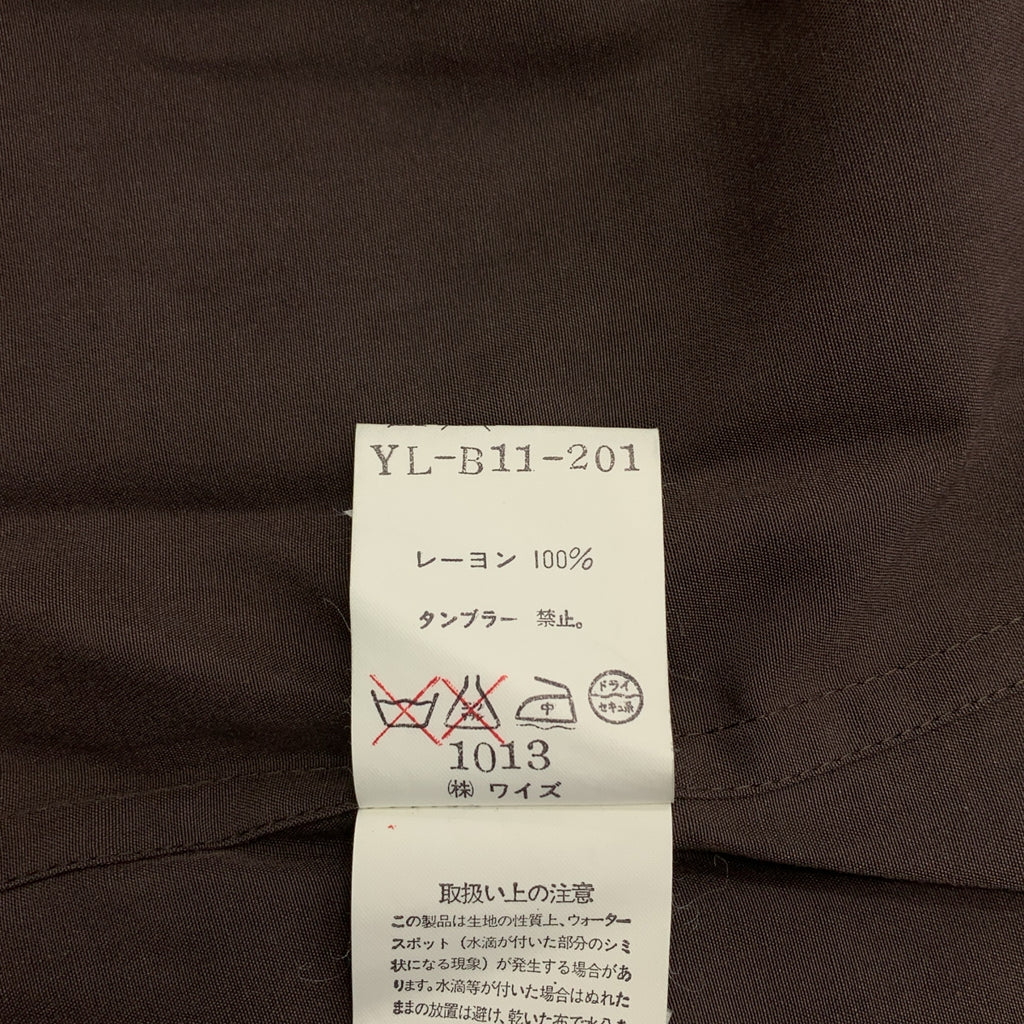 YL-B11-201
レーヨン 100%
タンブラー 禁止。
中
ドライ
セキユ系
1013
(株) ワイズ
取扱い上の注意
この製品は生地の性質上、ウォーター
スポット (水滴が付いた部分のシミ
状になる現象) が発生する場合があ
ります。水滴等が付いた場合はぬれた
ままの放置は避け、乾いた布で水分を